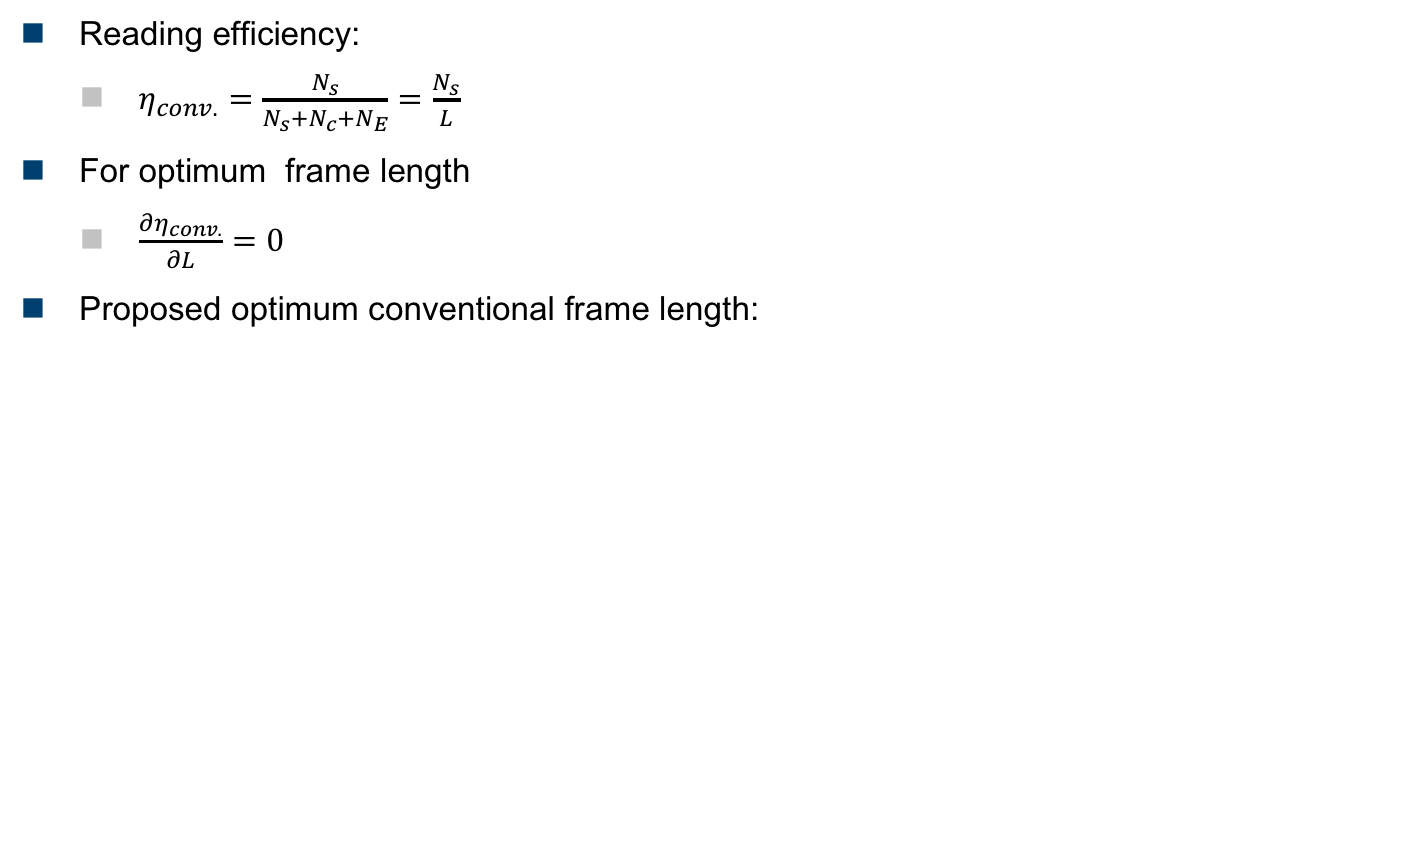 Reading efficiency:
η_conv. = N_S / (N_S+N_c+N_E) = N_S / L
For optimum  frame length
∂η_conv. / ∂L = 0
Proposed optimum conventional frame length: